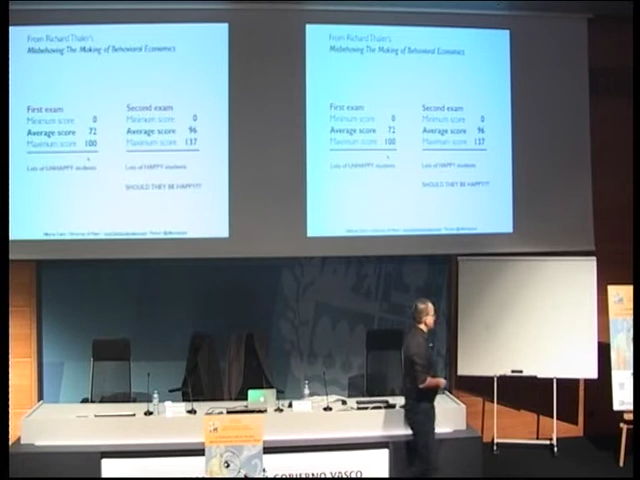 From Richard Thaler's
Misbehaving The Making of Behavioral Economics
First exam
Minimum score 0
Average score 72
Maximum score 100
Lots of UNHAPPY students
Second exam
Minimum score 0
Average score 96
Maximum score 137
Lots of HAPPY students
SHOULD THEY BE HAPPY??
From Richard Thaler's
Misbehaving The Making of Behavioral Economics
First exam
Minimum score 0
Average score 72
Maximum score 100
Lots of UNHAPPY students
Second exam
Minimum score 0
Average score 96
Maximum score 137
Lots of HAPPY students
SHOULD THEY BE HAPPY??
GOBIERNO VASCO